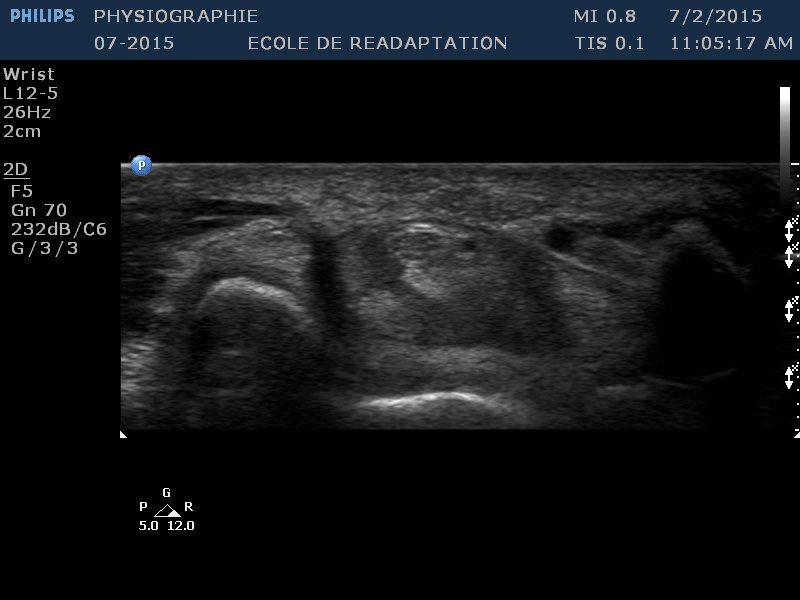 PHILIPS PHYSIOGRAPHIE MI 0.8 7/2/2015
07-2015 ECOLE DE READAPTATION TIS 0.1 11:05:17 AM
Wrist
L12-5
26Hz
2cm
2D
F5
Gn 70
232dB/C6
G/3/3
P
G
P R
5.0 12.0